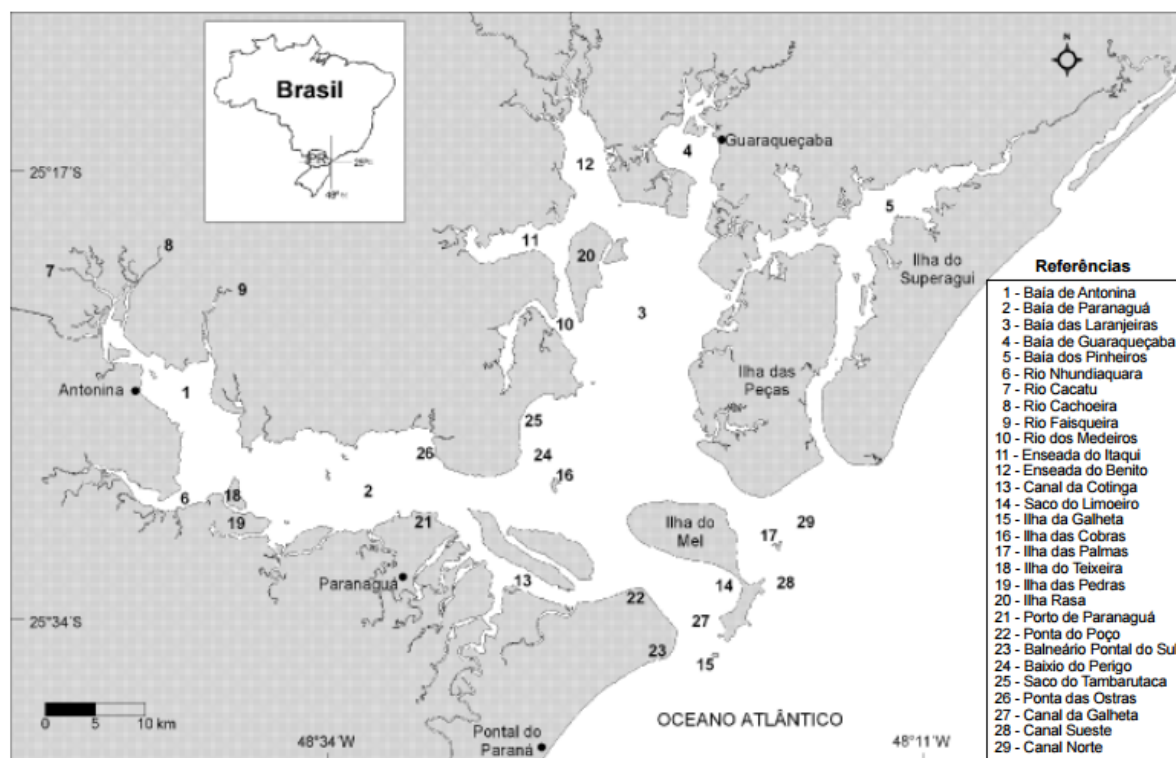 N
Brasil
PR
25°S
48°W
Guaraqueçaba
4
12
25°17´S
5
11
20
8
7
9
Ilha do
Superagui
Referências
1 - Baía de Antonina
2 - Baía de Paranaguá
3 - Baía das Laranjeiras
4 - Baía de Guaraqueçaba
5 - Baía dos Pinheiros
6 - Rio Nhundiaquara
7 - Rio Cacatu
8 - Rio Cachoeira
9 - Rio Faisqueira
10 - Rio dos Medeiros
11 - Enseada do Itaqui
12 - Enseada do Benito
13 - Canal da Cotinga
14 - Saco do Limoeiro
15 - Ilha da Galheta
16 - Ilha das Cobras
17 - Ilha das Palmas
18 - Ilha do Teixeira
19 - Ilha das Pedras
20 - Ilha Rasa
21 - Porto de Paranaguá
22 - Ponta do Poço
23 - Balneário Pontal do Sul
24 - Baixio do Perigo
25 - Saco do Tambarutaca
26 - Ponta das Ostras
27 - Canal da Galheta
28 - Canal Sueste
29 - Canal Norte
3
10
Antonina
1
Ilha das
Peças
25
26
24
16
2
6
18
19
21
Ilha do
Mel
29
17
Paranaguá
13
14
28
22
25°34´S
27
23
15
0 5 10 km
OCEANO ATLÂNTICO
Pontal do
Paraná
48°34´W
48°11´W